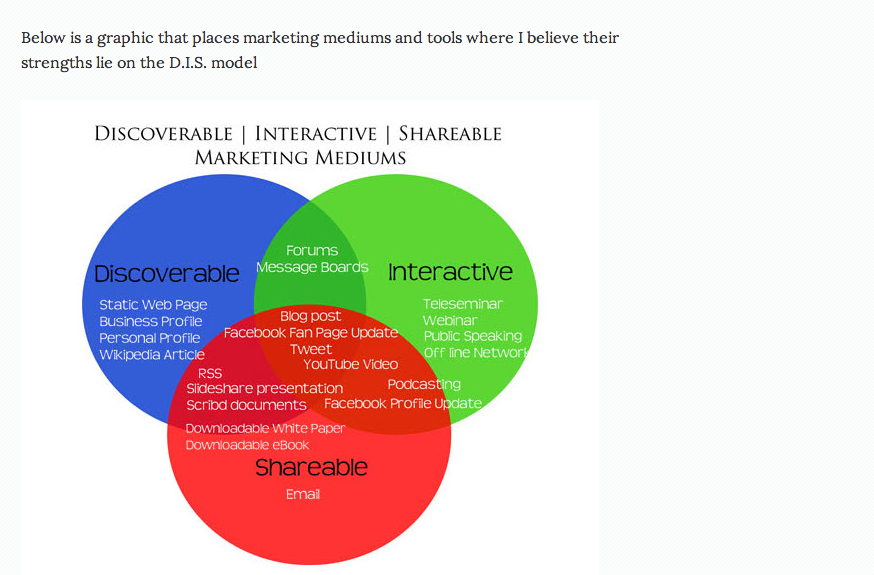 Below is a graphic that places marketing mediums and tools where I believe their
strengths lie on the D.I.S. model
DISCOVERABLE | INTERACTIVE | SHAREABLE
MARKETING MEDIUMS
Forums
Message Boards
Discoverable
Interactive
Static Web Page
Business Profile
Personal Profile
Wikipedia Article
Teleseminar
Webinar
Public Speaking
Off line Network
Blog post
Facebook Fan Page Update
Tweet
YouTube Video
RSS
Slideshare presentation
Scribd documents
Podcasting
Facebook Profile Update
Downloadable White Paper
Downloadable eBook
Shareable
Email